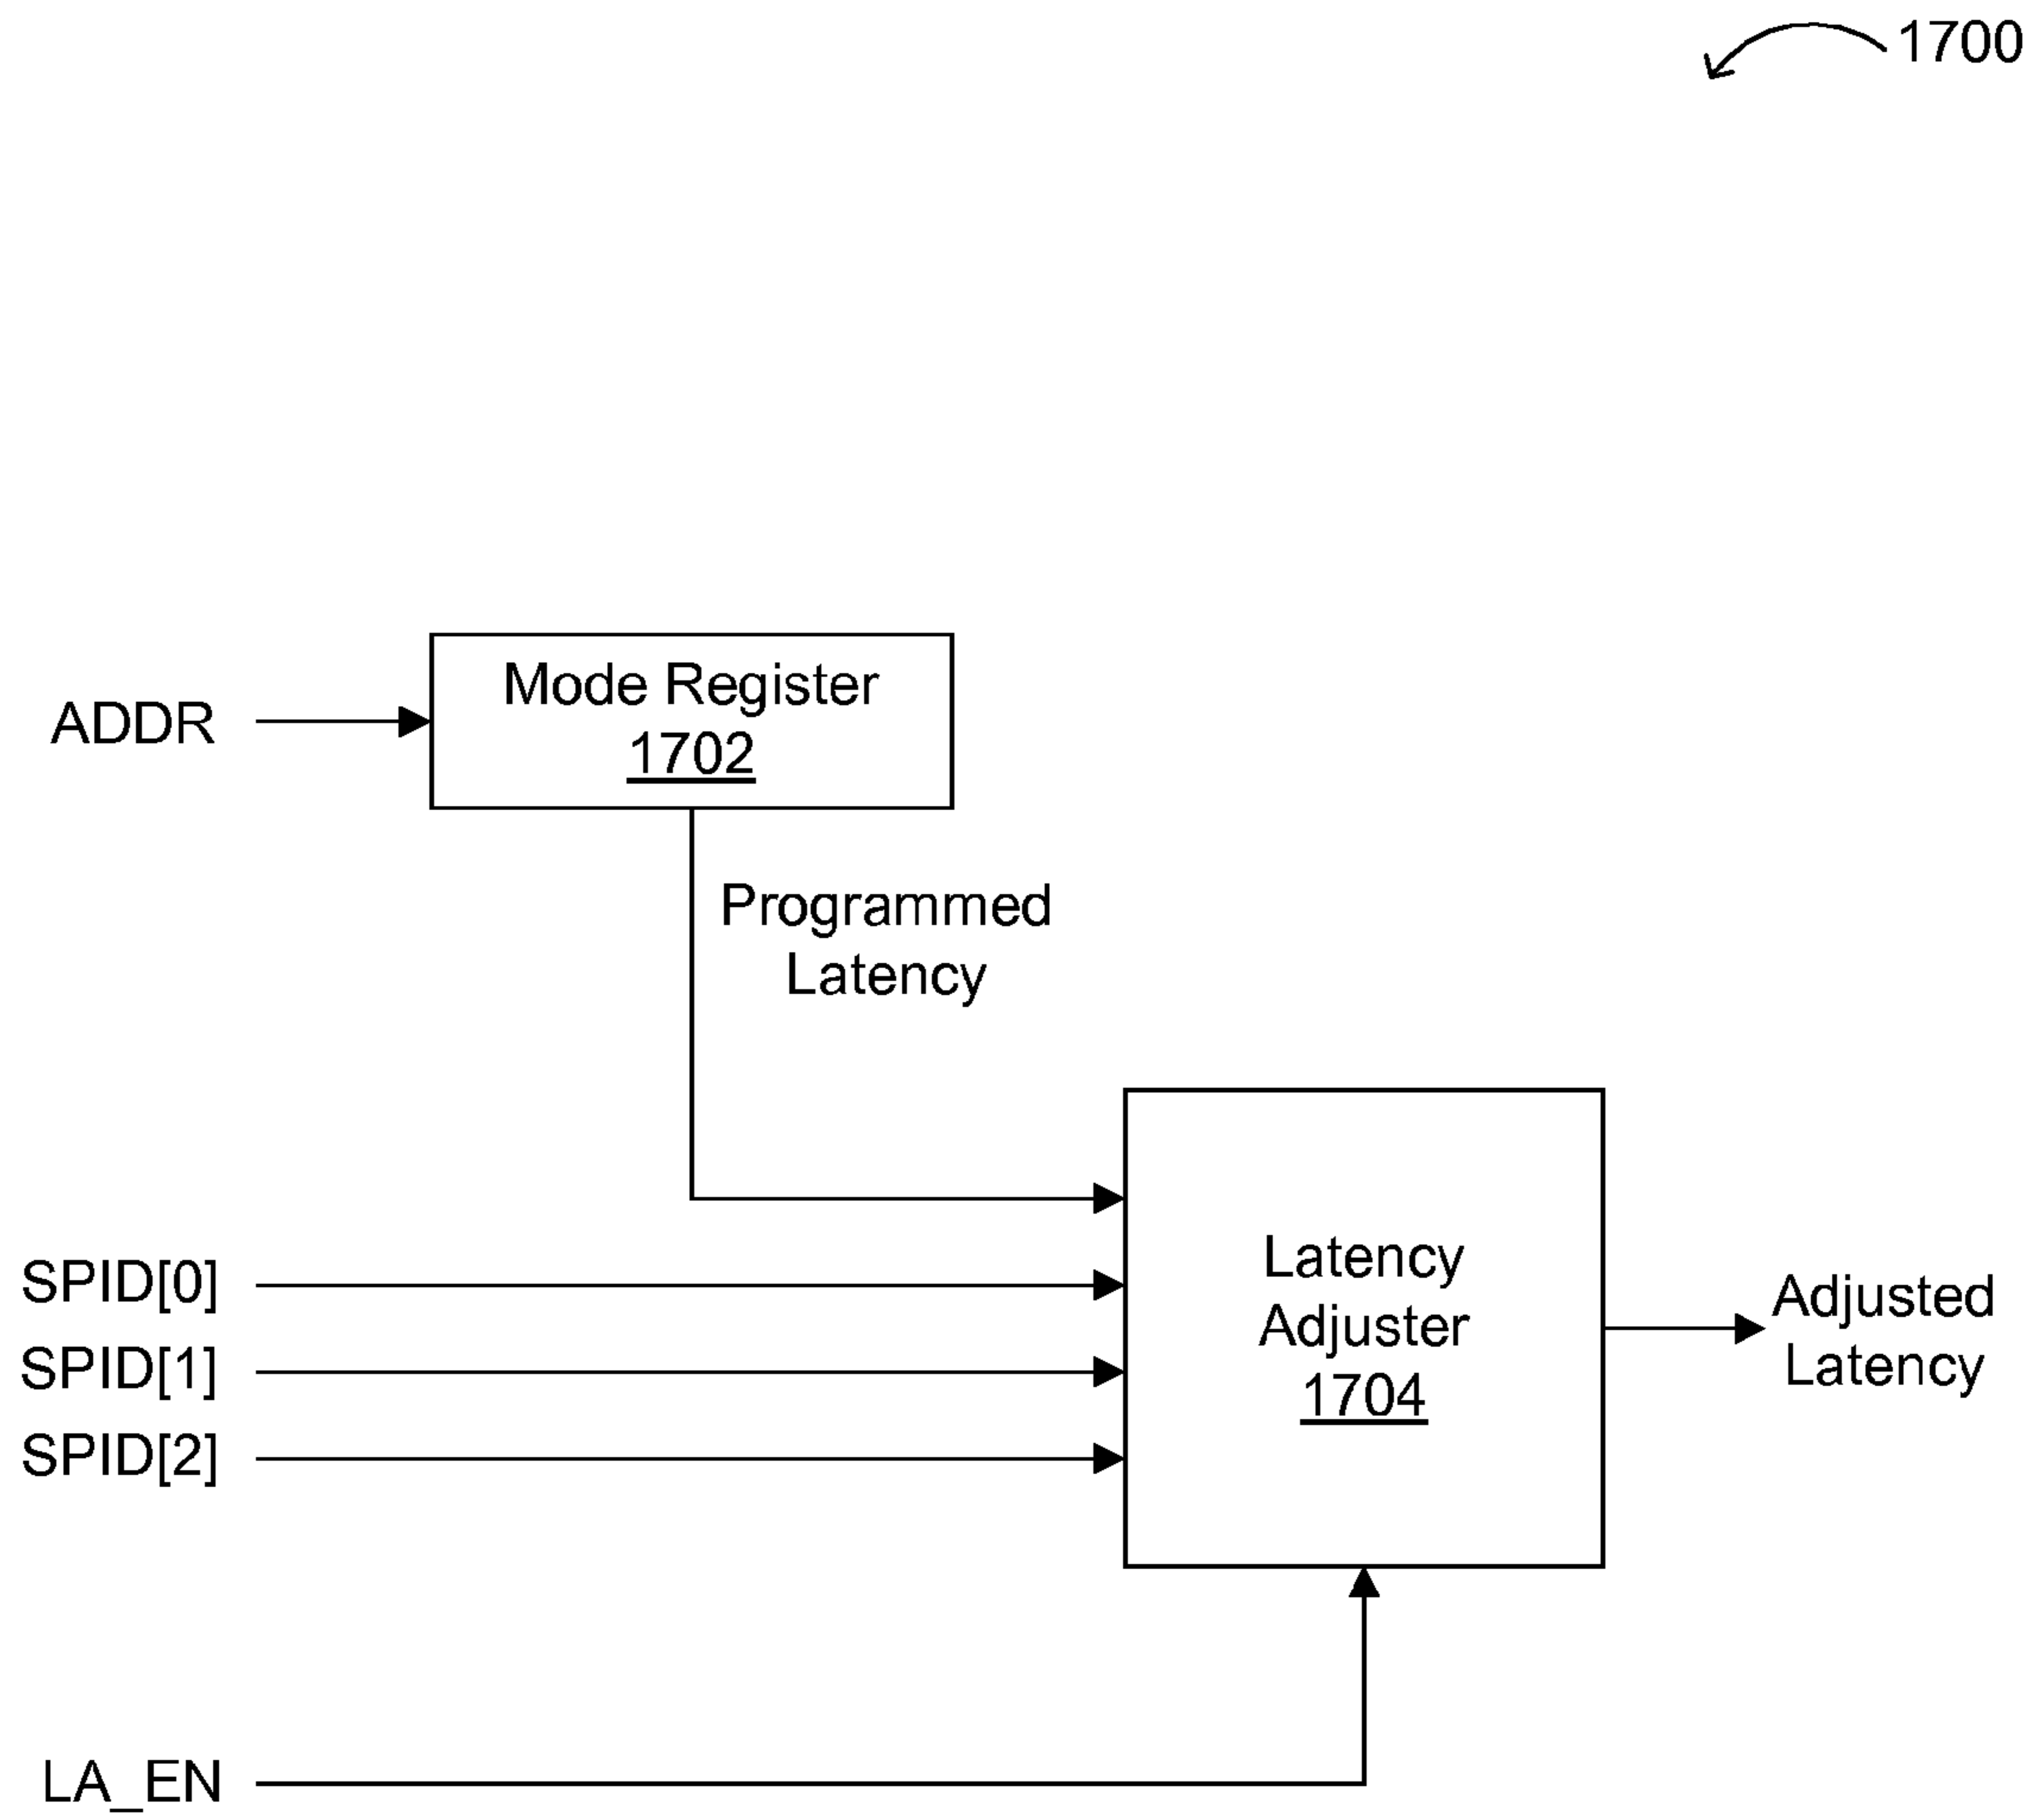 1700
Mode Register
1702
ADDR
Programmed
Latency
SPID[0]
SPID[1]
SPID[2]
Latency
Adjuster
1704
Adjusted
Latency
LA_EN